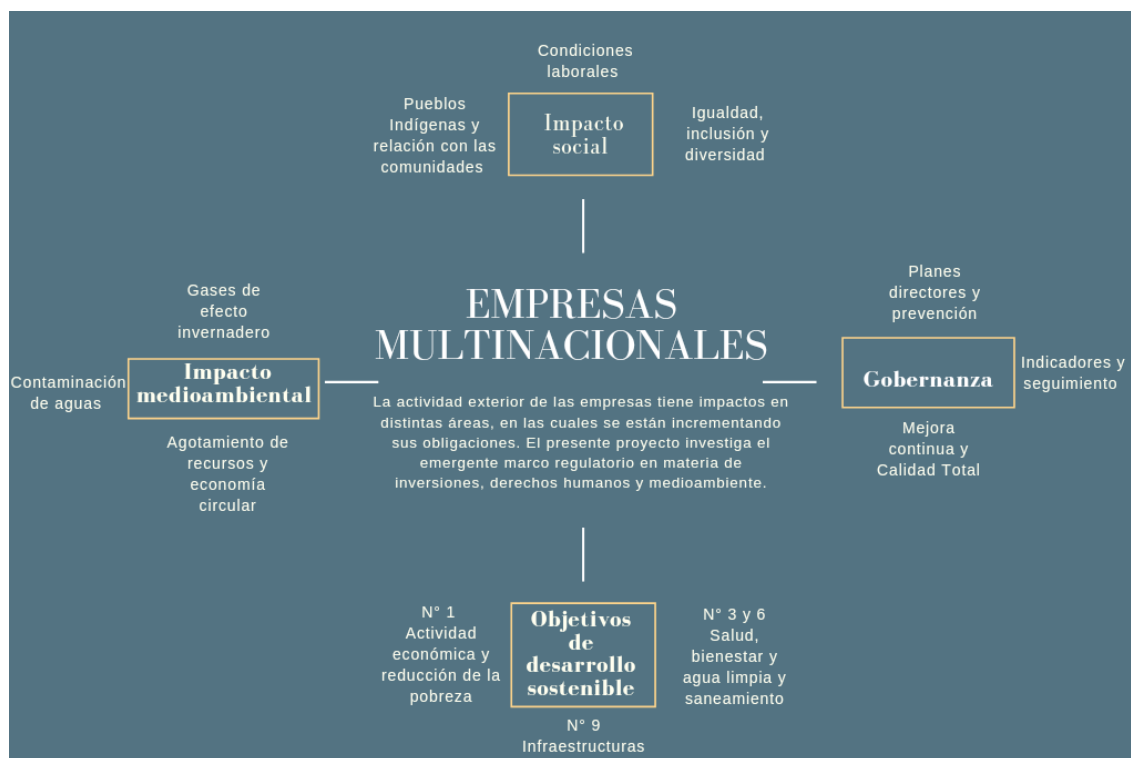 Condiciones
laborales
Pueblos
Indígenas y
relación con las
comunidades
Impacto
social
Igualdad,
inclusión y
diversidad
EMPRESAS
MULTINACIONALES
La actividad exterior de las empresas tiene impactos en
distintas áreas, en las cuales se están incrementando
sus obligaciones. El presente proyecto investiga el
emergente marco regulatorio en materia de
inversiones, derechos humanos y medioambiente.
Gases de
efecto
invernadero
Contaminación
de aguas
Impacto
medioambiental
Agotamiento de
recursos y
economía
circular
Planes
directores y
prevención
Gobernanza
Indicadores y
seguimiento
Mejora
continua y
Calidad Total
N° 1
Actividad
económica y
reducción de la
pobreza
Objetivos
de
desarrollo
sostenible
N° 3 y 6
Salud,
bienestar y
agua limpia y
saneamiento
N° 9
Infraestructuras